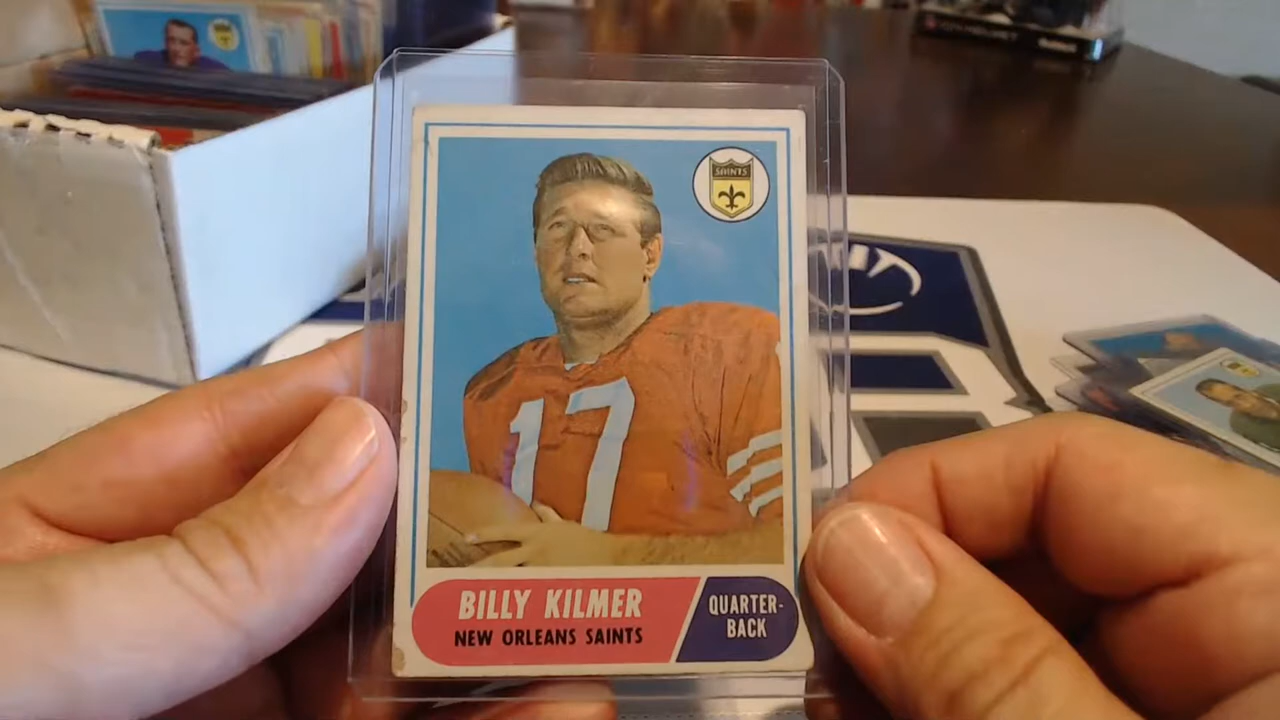 SAINTS
17
BILLY KILMER
NEW ORLEANS SAINTS
QUARTER-
BACK